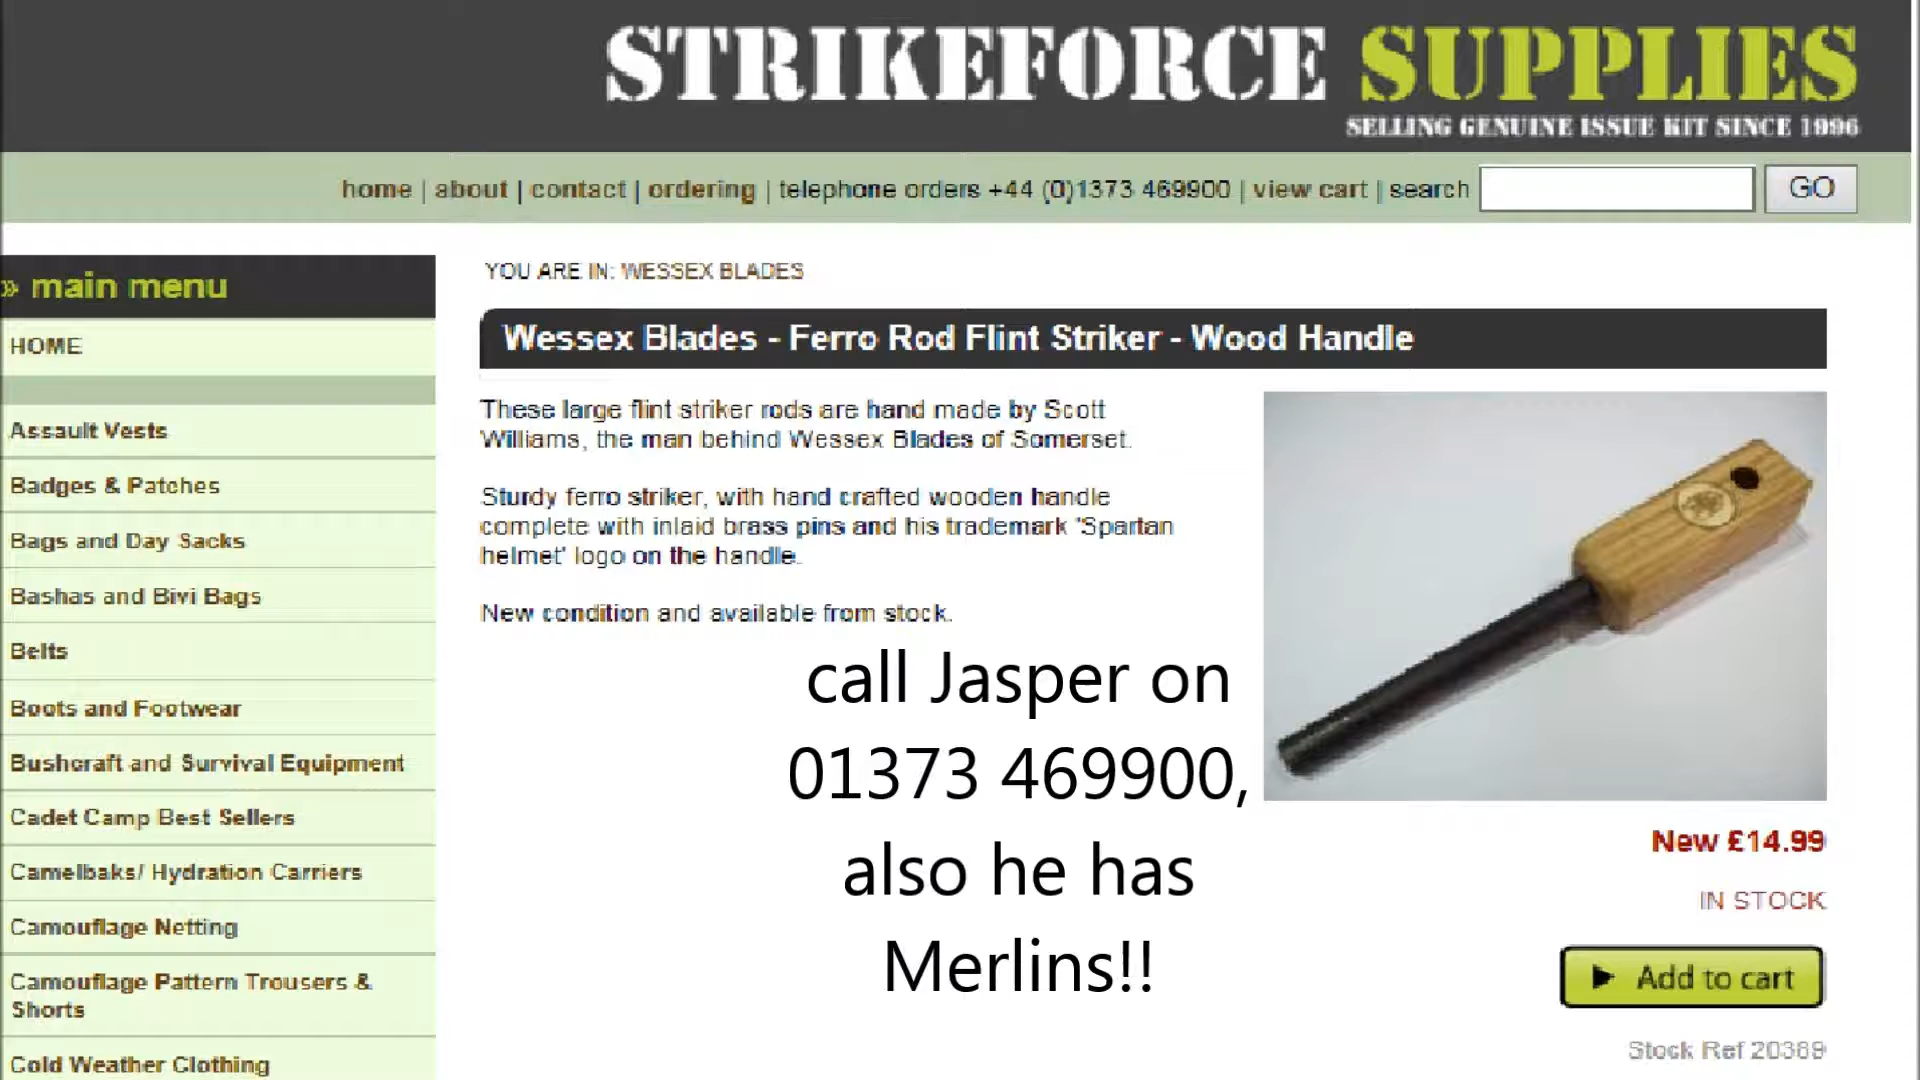 STRIKEFORCE SUPPLIES
SELLING GENUINE ISSUE KIT SINCE 1996
home | about | contact | ordering | telephone orders +44 (0)1373 469900 | view cart | search GO
» main menu
HOME
Assault Vests
Badges & Patches
Bags and Day Sacks
Bashas and Bivi Bags
Belts
Boots and Footwear
Bushcraft and Survival Equipment
Cadet Camp Best Sellers
Camelbaks/ Hydration Carriers
Camouflage Netting
Camouflage Pattern Trousers &
Shorts
Cold Weather Clothing
YOU ARE IN: WESSEX BLADES
Wessex Blades - Ferro Rod Flint Striker - Wood Handle
These large flint striker rods are hand made by Scott
Williams, the man behind Wessex Blades of Somerset.
Sturdy ferro striker, with hand crafted wooden handle
complete with inlaid brass pins and his trademark 'Spartan
helmet' logo on the handle.
New condition and available from stock.
call Jasper on
01373 469900,
also he has
Merlins!!
New £14.99
IN STOCK
Add to cart
Stock Ref 20389